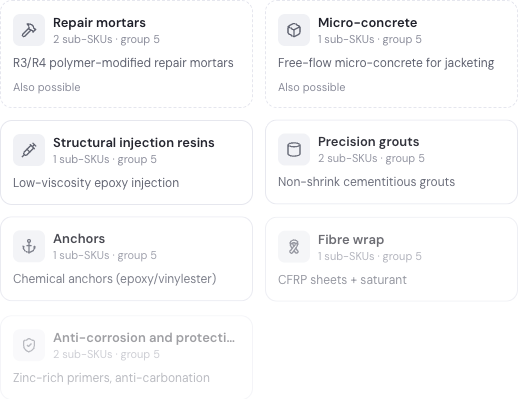 Repair mortars
2 sub-SKUs · group 5
R3/R4 polymer-modified repair mortars
Also possible
Micro-concrete
1 sub-SKUs · group 5
Free-flow micro-concrete for jacketing
Also possible
Structural injection resins
1 sub-SKUs · group 5
Low-viscosity epoxy injection
Precision grouts
2 sub-SKUs · group 5
Non-shrink cementitious grouts
Anchors
1 sub-SKUs · group 5
Chemical anchors (epoxy/vinylester)
Fibre wrap
1 sub-SKUs · group 5
CFRP sheets + saturant
Anti-corrosion and protecti...
2 sub-SKUs · group 5
Zinc-rich primers, anti-carbonation